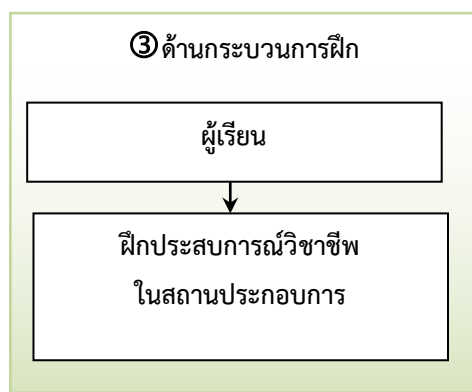 ③ด้านกระบวนการฝึก
ผู้เรียน
ฝึกประสบการณ์วิชาชีพ
ในสถานประกอบการ